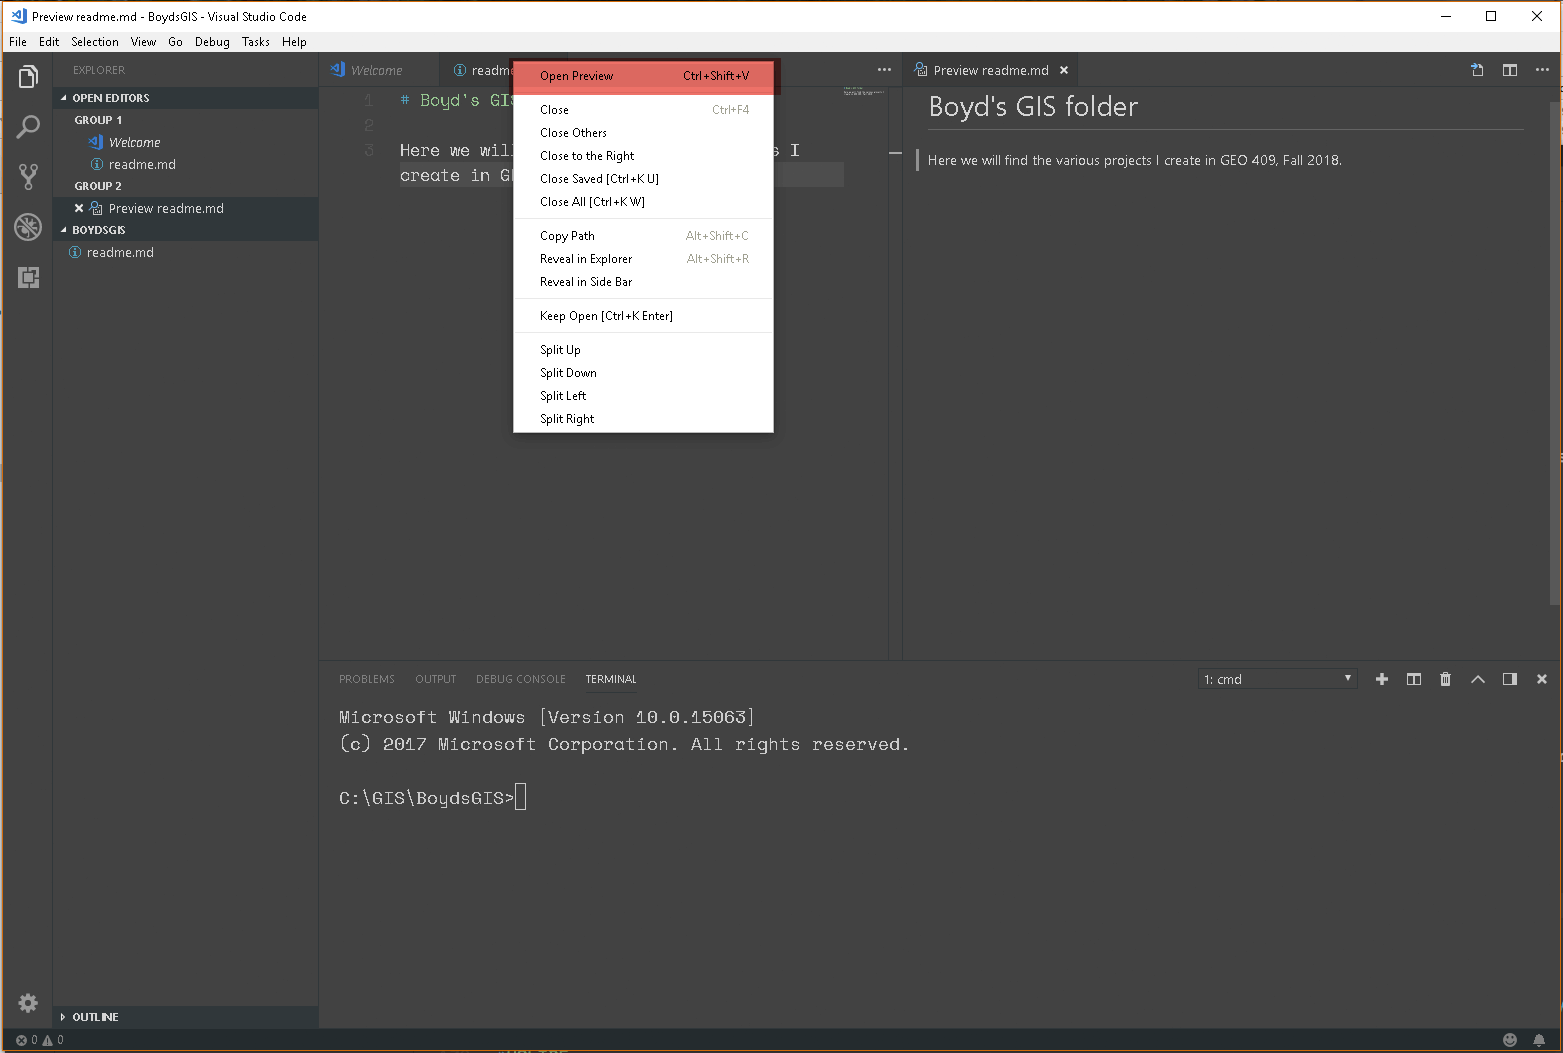 Preview readme.md - BoydsGIS - Visual Studio Code
File Edit Selection View Go Debug Tasks Help
EXPLORER
OPEN EDITORS
GROUP 1
Welcome
readme.md
GROUP 2
Preview readme.md
BOYDSGIS
readme.md
OUTLINE
0 0
Welcome
readm
1 # Boyd's GI
2
3 Here we will s I
create in G
Open Preview Ctrl+Shift+V
Close Ctrl+F4
Close Others
Close to the Right
Close Saved [Ctrl+K U]
Close All [Ctrl+K W]
Copy Path Alt+Shift+C
Reveal in Explorer Alt+Shift+R
Reveal in Side Bar
Keep Open [Ctrl+K Enter]
Split Up
Split Down
Split Left
Split Right
Preview readme.md
Boyd's GIS folder
Here we will find the various projects I create in GEO 409, Fall 2018.
PROBLEMS OUTPUT DEBUG CONSOLE TERMINAL
1: cmd
Microsoft Windows [Version 10.0.15063]
(c) 2017 Microsoft Corporation. All rights reserved.
C:\GIS\BoydsGIS>